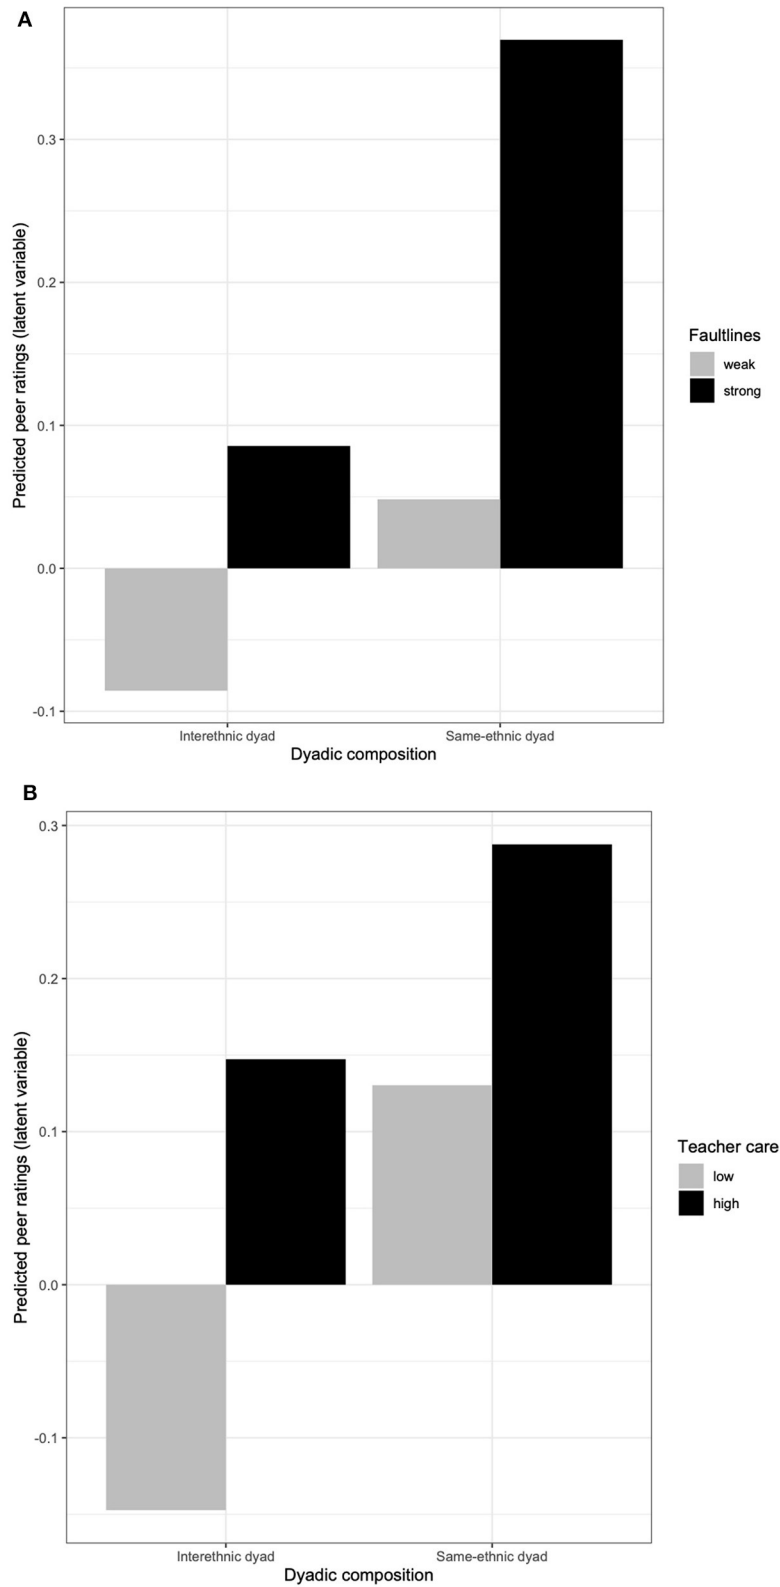 A
0.3
0.2
0.1
0.0
-0.1
Predicted peer ratings (latent variable)
Interethnic dyad
Same-ethnic dyad
Dyadic composition
Faultlines
weak
strong
B
0.3
0.2
0.1
0.0
-0.1
Predicted peer ratings (latent variable)
Interethnic dyad
Same-ethnic dyad
Dyadic composition
Teacher care
low
high